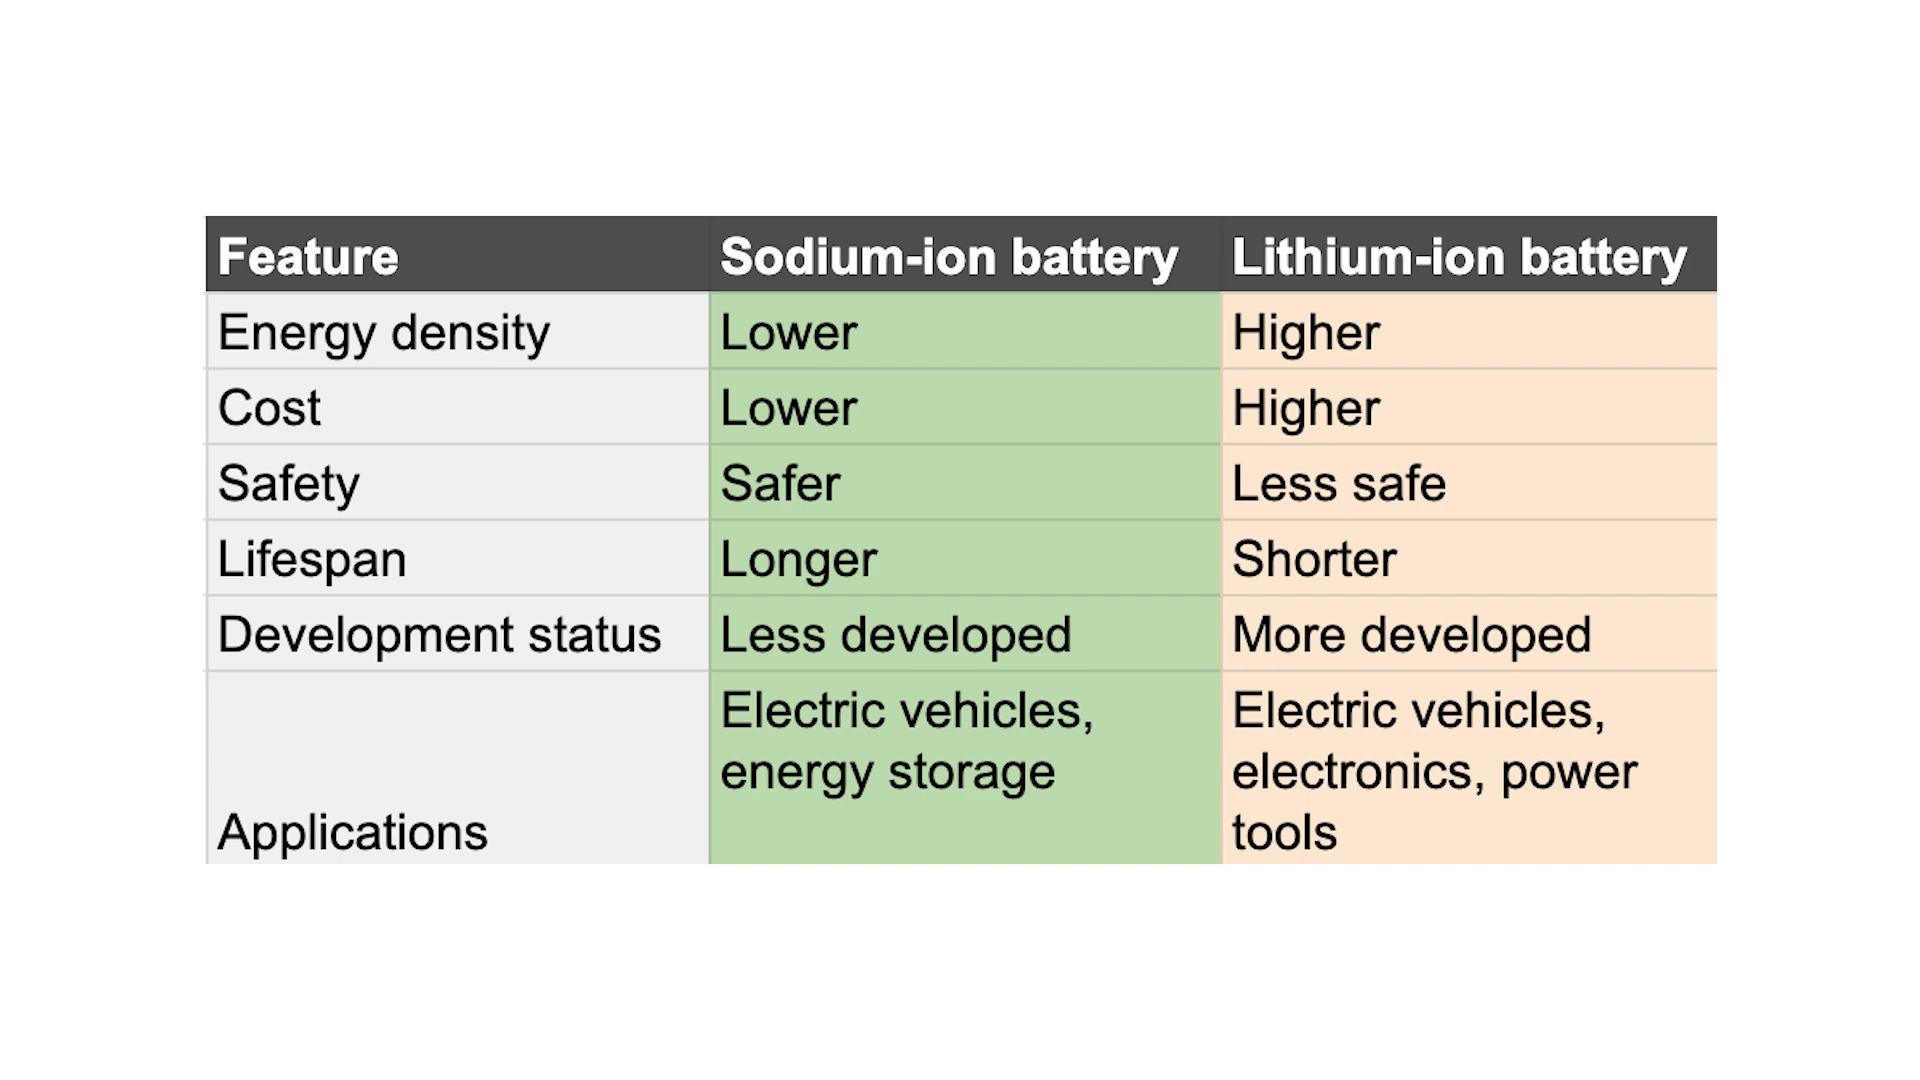 Feature Sodium-ion battery Lithium-ion battery
Energy density Lower Higher
Cost Lower Higher
Safety Safer Less safe
Lifespan Longer Shorter
Development status Less developed More developed
Applications
Electric vehicles,
energy storage
Electric vehicles,
electronics, power
tools